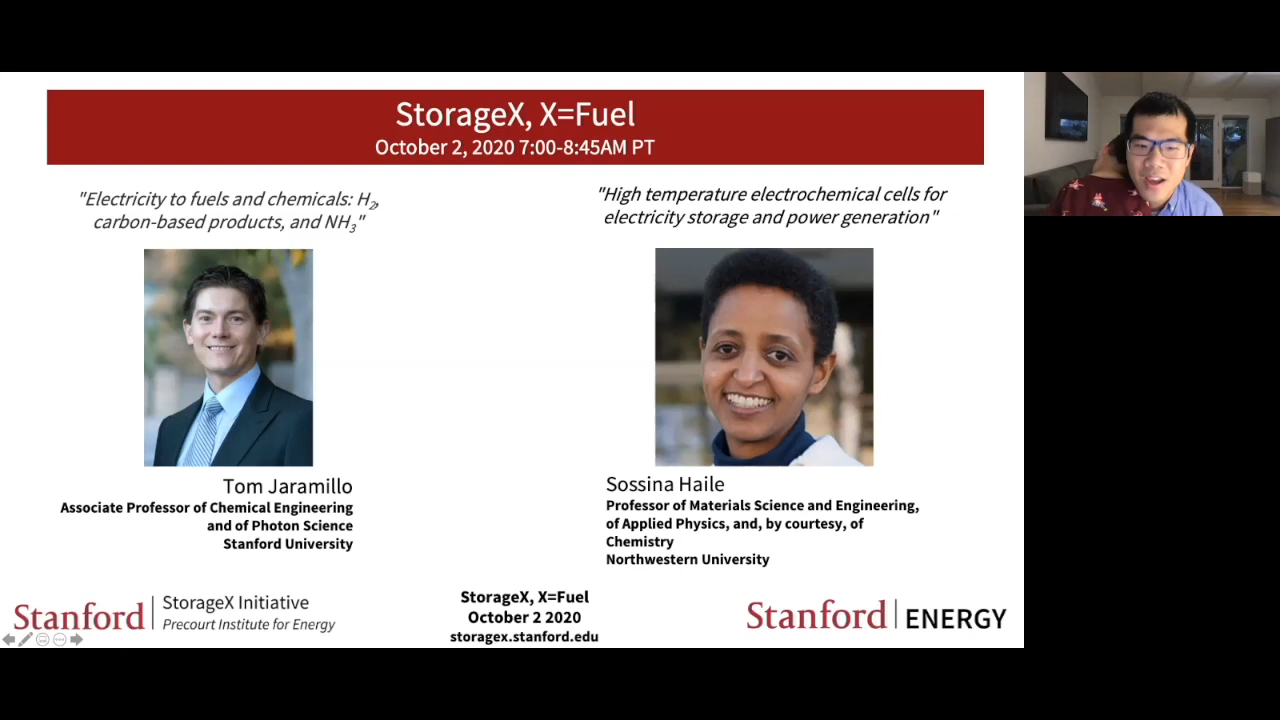 StorageX, X=Fuel
October 2, 2020 7:00-8:45AM PT
"Electricity to fuels and chemicals: H2,
carbon-based products, and NH3"
"High temperature electrochemical cells for
electricity storage and power generation"
Tom Jaramillo
Associate Professor of Chemical Engineering
and of Photon Science
Stanford University
Sossina Haile
Professor of Materials Science and Engineering,
of Applied Physics, and, by courtesy, of
Chemistry
Northwestern University
Stanford
StorageX Initiative
Precourt Institute for Energy
StorageX, X=Fuel
October 2 2020
storagex.stanford.edu
Stanford ENERGY